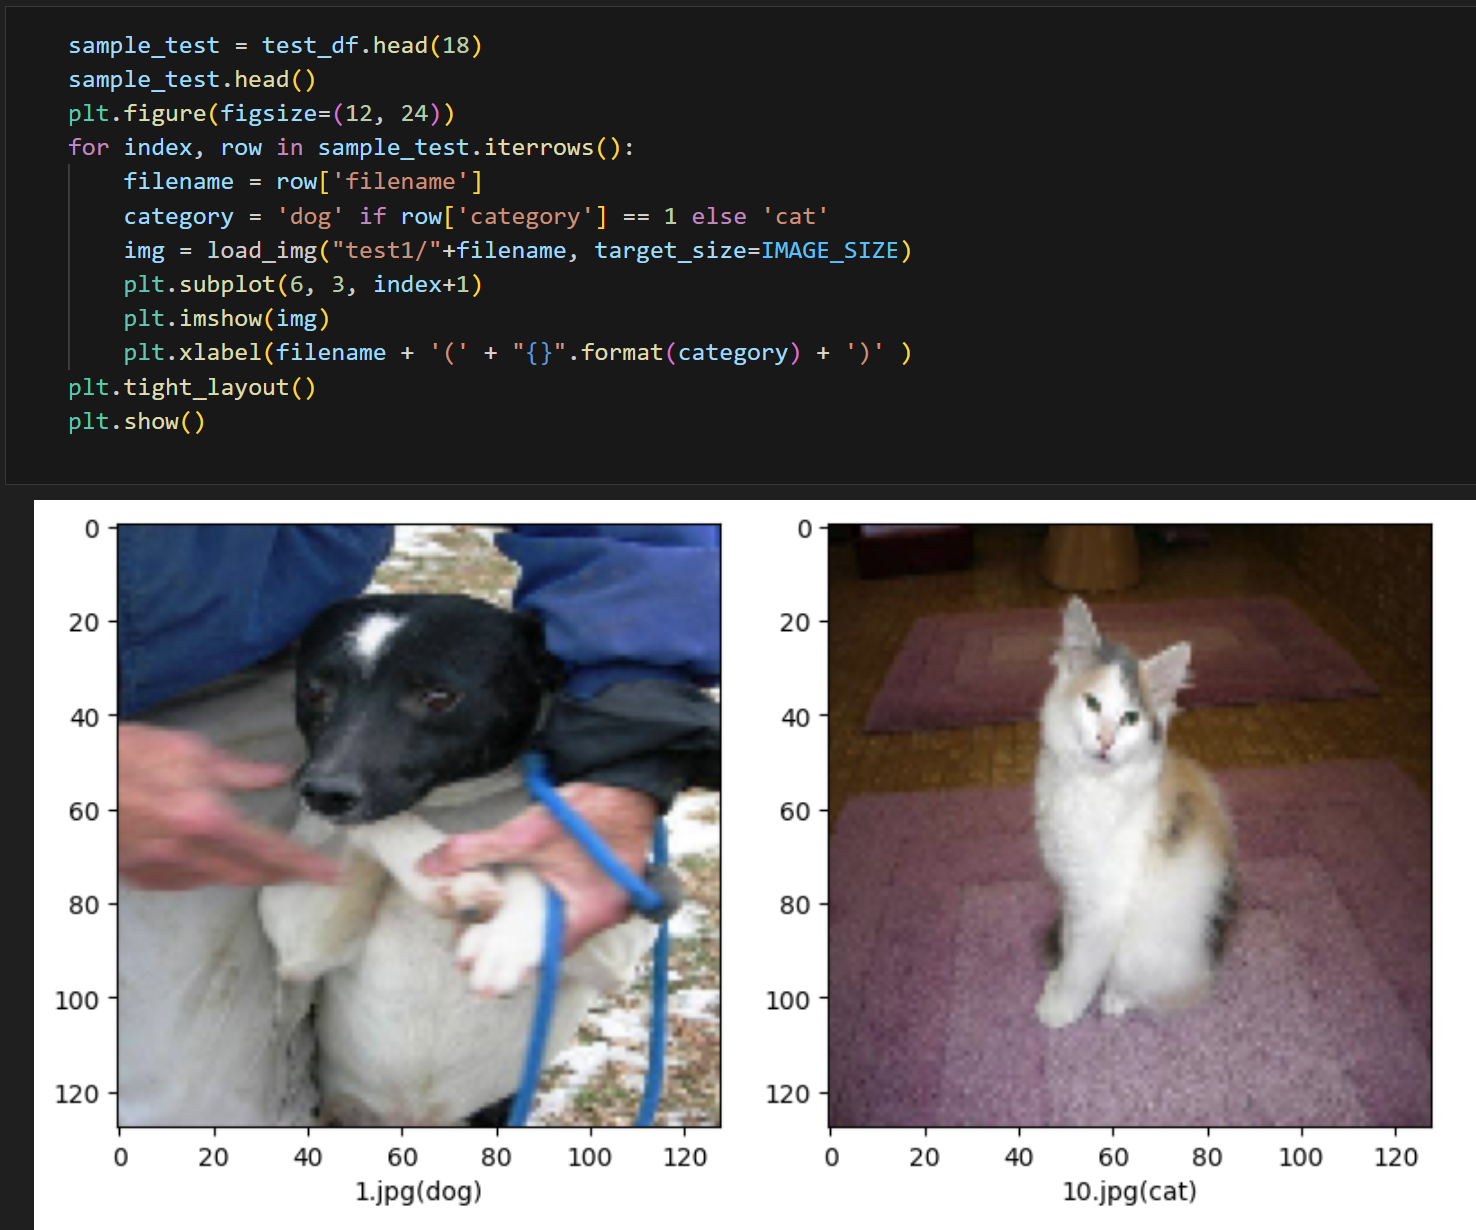 sample_test = test_df.head(18)
sample_test.head()
plt.figure(figsize=(12, 24))
for index, row in sample_test.iterrows():
    filename = row['filename']
    category = 'dog' if row['category'] == 1 else 'cat'
    img = load_img("test1/"+filename, target_size=IMAGE_SIZE)
    plt.subplot(6, 3, index+1)
    plt.imshow(img)
    plt.xlabel(filename + '(' + "{}".format(category) + ')' )
plt.tight_layout()
plt.show()
0
20
40
60
80
100
120
0 20 40 60 80 100 120
1.jpg(dog)
0
20
40
60
80
100
120
0 20 40 60 80 100 120
10.jpg(cat)